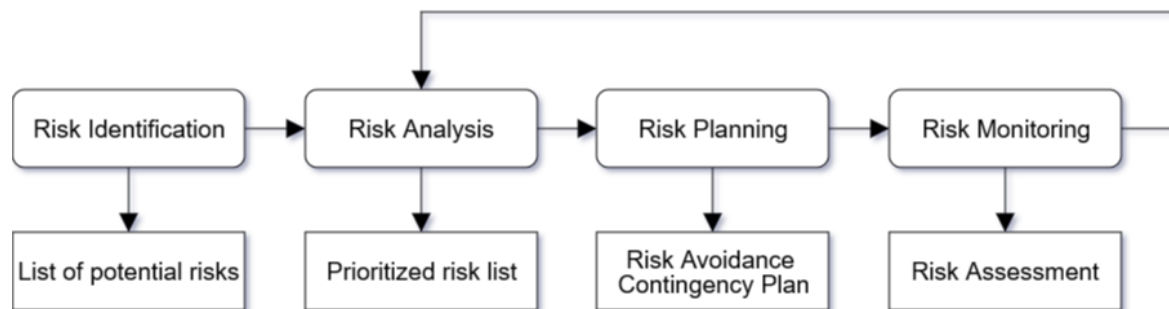 Risk Identification
Risk Analysis
Risk Planning
Risk Monitoring
List of potential risks
Prioritized risk list
Risk Avoidance
Contingency Plan
Risk Assessment